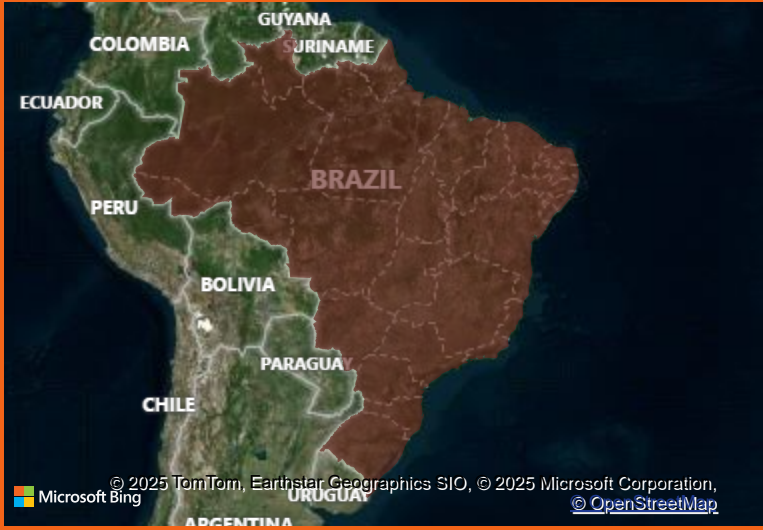 GUYANA
COLOMBIA
SURINAME
ECUADOR
BRAZIL
PERU
BOLIVIA
PARAGUAY
CHILE
© 2025 TomTom, Earthstar Geographics SIO, © 2025 Microsoft Corporation,
Microsoft Bing
URUGUAY
© OpenStreetMap
ARGENTINA